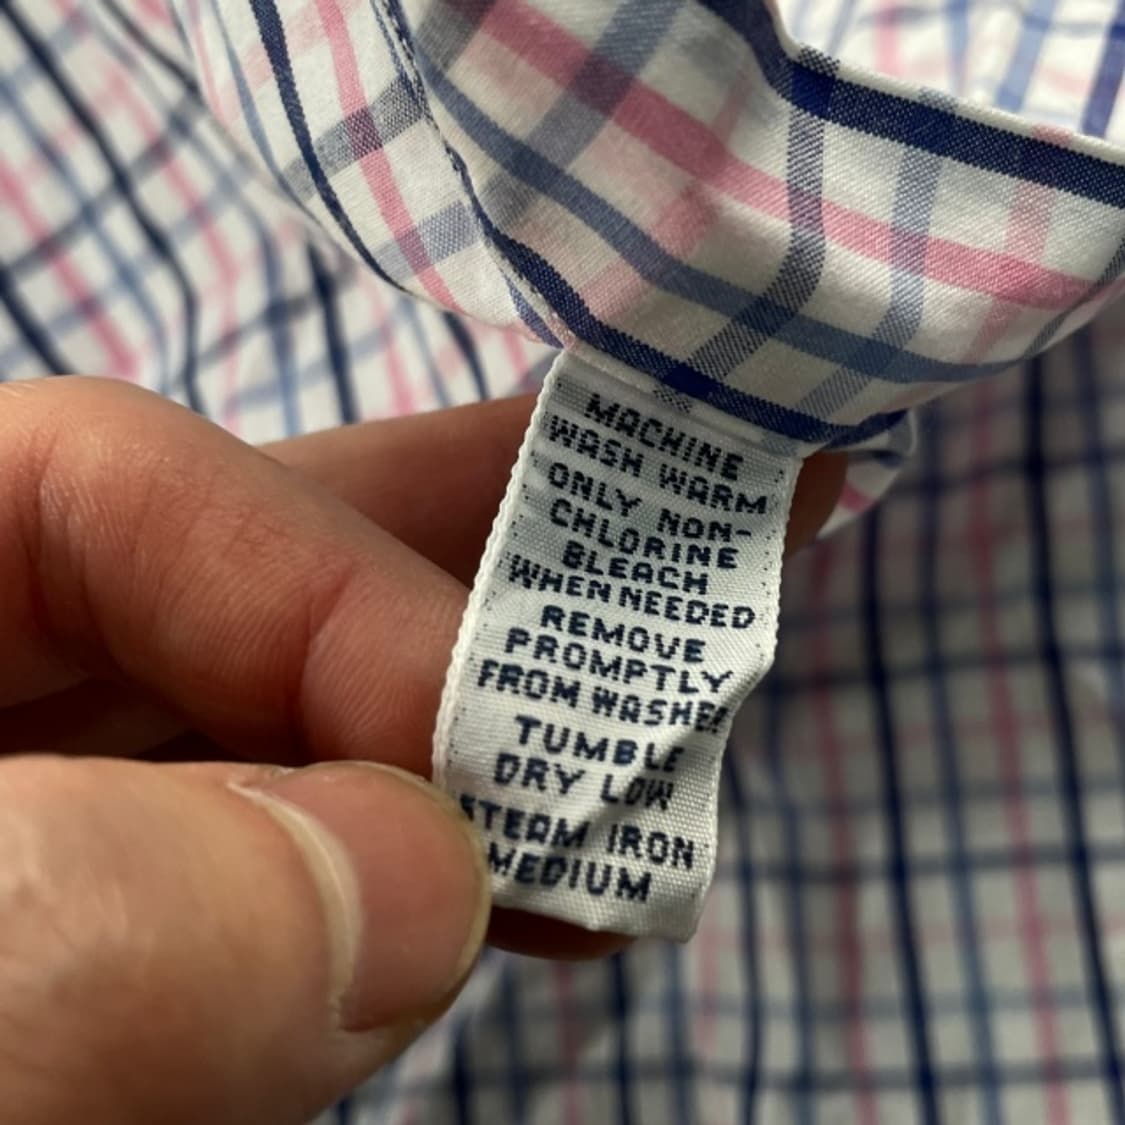 MACHINE
WASH WARM
ONLY NON-
CHLORINE
BLEACH
WHEN NEEDED
REMOVE
PROMPTLY
FROM WASHER
TUMBLE
DRY LOW
STEAM IRON
MEDIUM